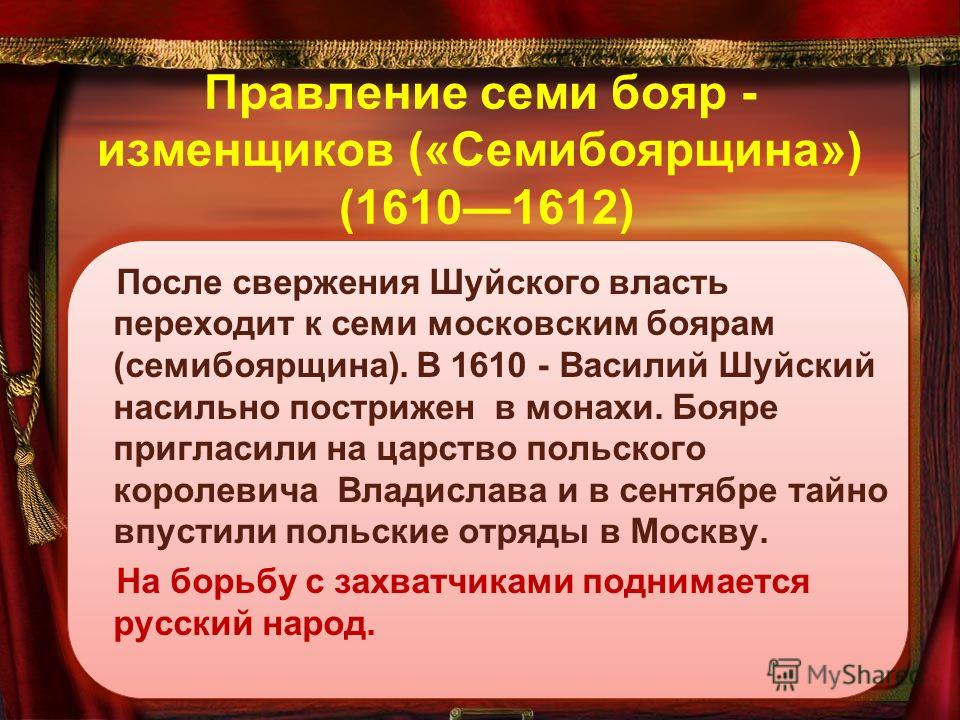 Правление семи бояр -
изменщиков («Семибоярщина»)
(1610—1612)
После свержения Шуйского власть
переходит к семи московским боярам
(семибоярщина). В 1610 - Василий Шуйский
насильно пострижен в монахи. Бояре
пригласили на царство польского
королевича Владислава и в сентябре тайно
впустили польские отряды в Москву.
На борьбу с захватчиками поднимается
русский народ.
MyShared